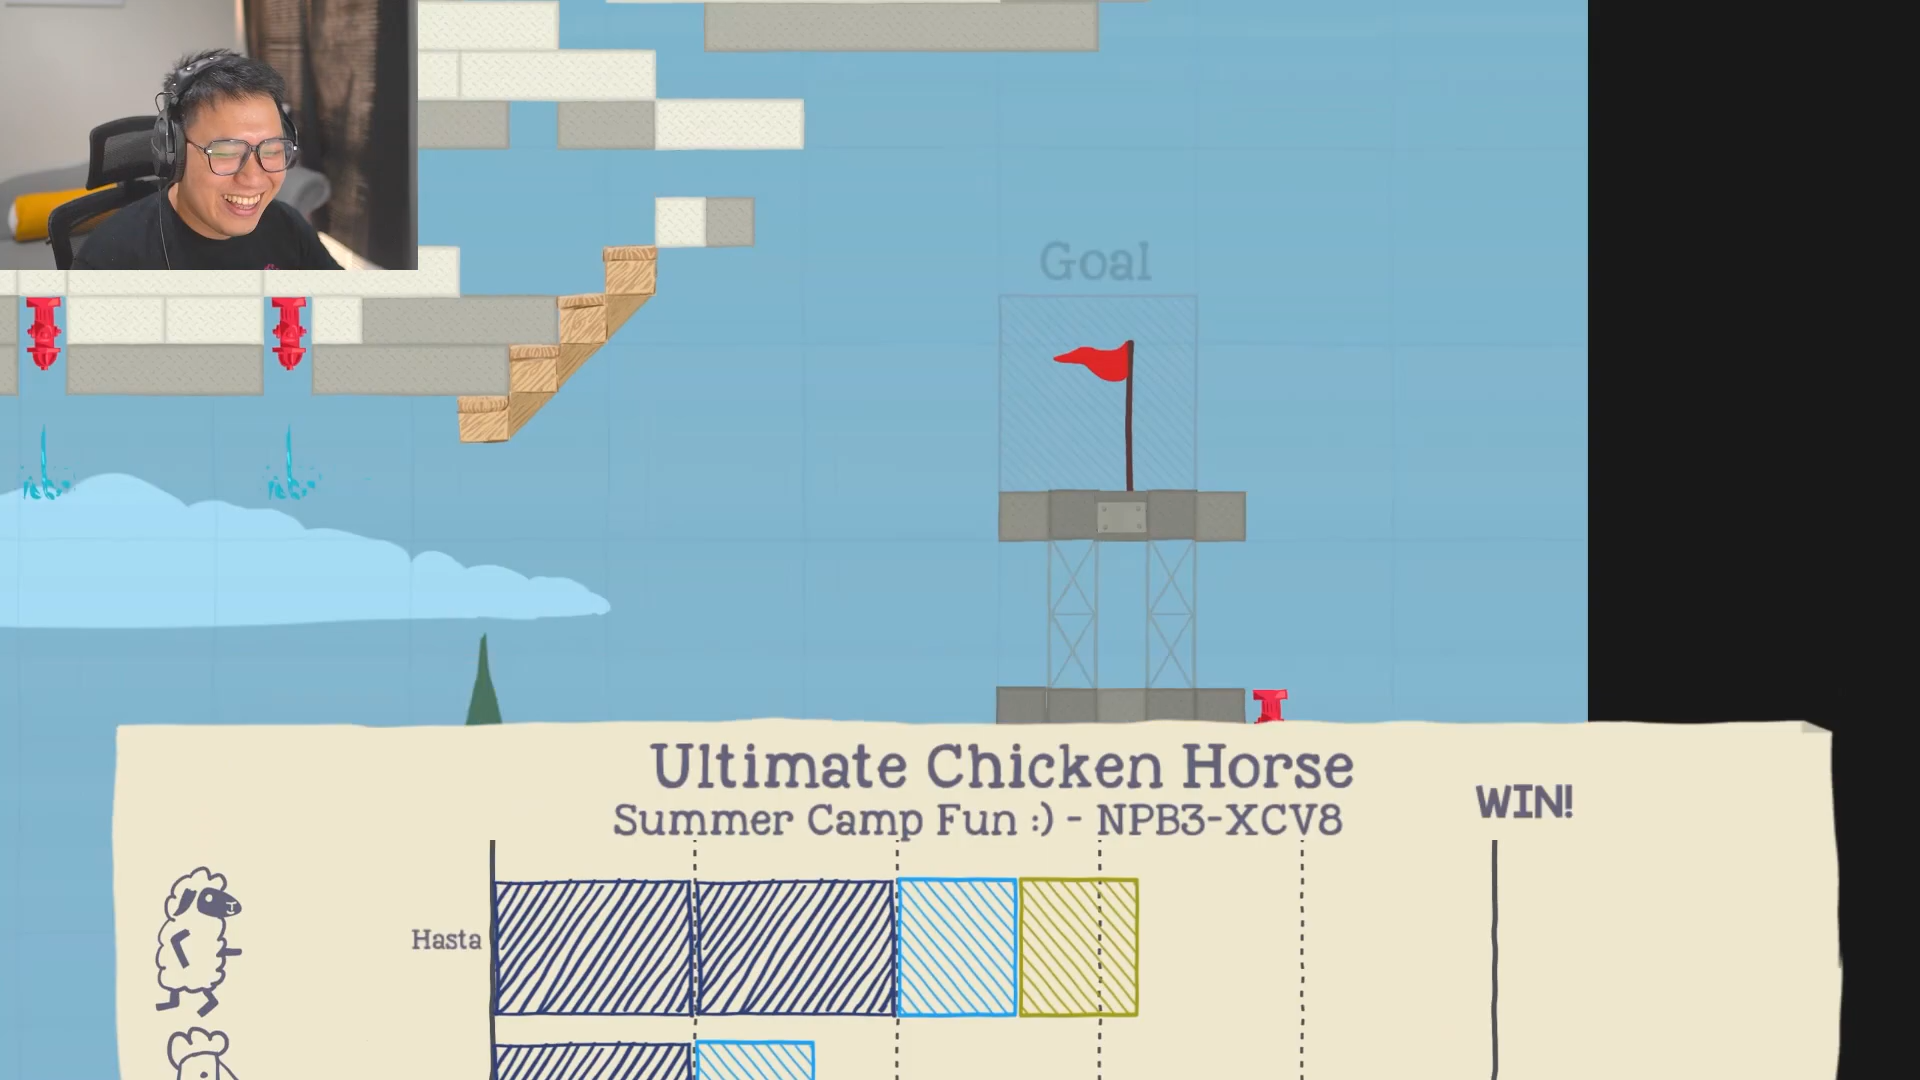 Goal
Ultimate Chicken Horse
Summer Camp Fun :) - NPB3-XCV8
WIN!
Hasta